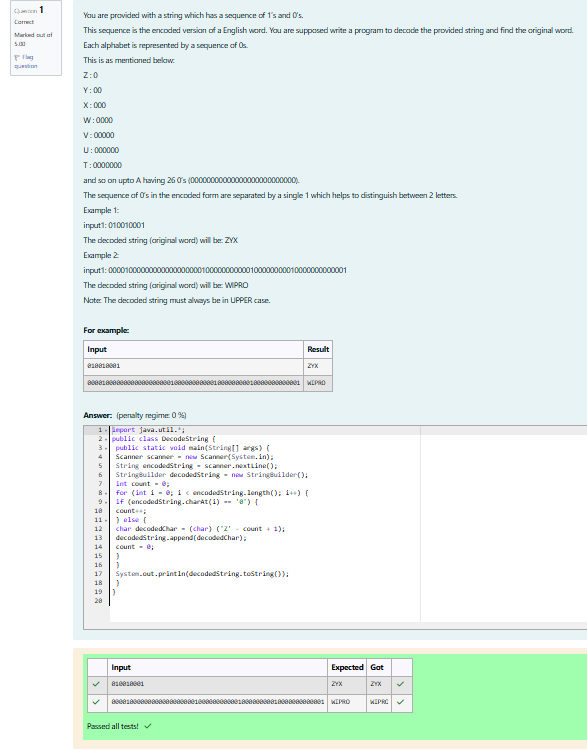 Question 1
Correct
Marked out of
5.00
Flag
question
You are provided with a string which has a sequence of 1's and 0's.
This sequence is the encoded version of a English word. You are supposed write a program to decode the provided string and find the original word.
Each alphabet is represented by a sequence of 0s.
This is as mentioned below:
Z : 0
Y : 00
X : 000
W : 0000
V : 00000
U : 000000
T : 0000000
and so on upto A having 26 0's (00000000000000000000000000).
The sequence of 0's in the encoded form are separated by a single 1 which helps to distinguish between 2 letters.
Example 1:
input1: 010010001
The decoded string (original word) will be: ZYX
Example 2:
input1: 00001000000000000000000100000000000100000000010000000000001
The decoded string (original word) will be: WIPRO
Note: The decoded string must always be in UPPER case.
For example:
Input Result
010010001 ZYX
00001000000000000000000100000000000100000000010000000000001 WIPRO
Answer: (penalty regime: 0 %)
1 import java.util.*;
2 public class DecodeString {
3 public static void main(String[] args) {
4 Scanner scanner = new Scanner(System.in);
5 String encodedString = scanner.nextLine();
6 StringBuilder decodedString = new StringBuilder();
7 int count = 0;
8 for (int i = 0; i < encodedString.length(); i++) {
9 if (encodedString.charAt(i) == '0') {
10 count++;
11 } else {
12 char decodedChar = (char) ('Z' - count + 1);
13 decodedString.append(decodedChar);
14 count = 0;
15 }
16 }
17 System.out.println(decodedString.toString());
18 }
19 }
20
Input Expected Got
010010001 ZYX ZYX
00001000000000000000000100000000000100000000010000000000001 WIPRO WIPRO
Passed all tests!